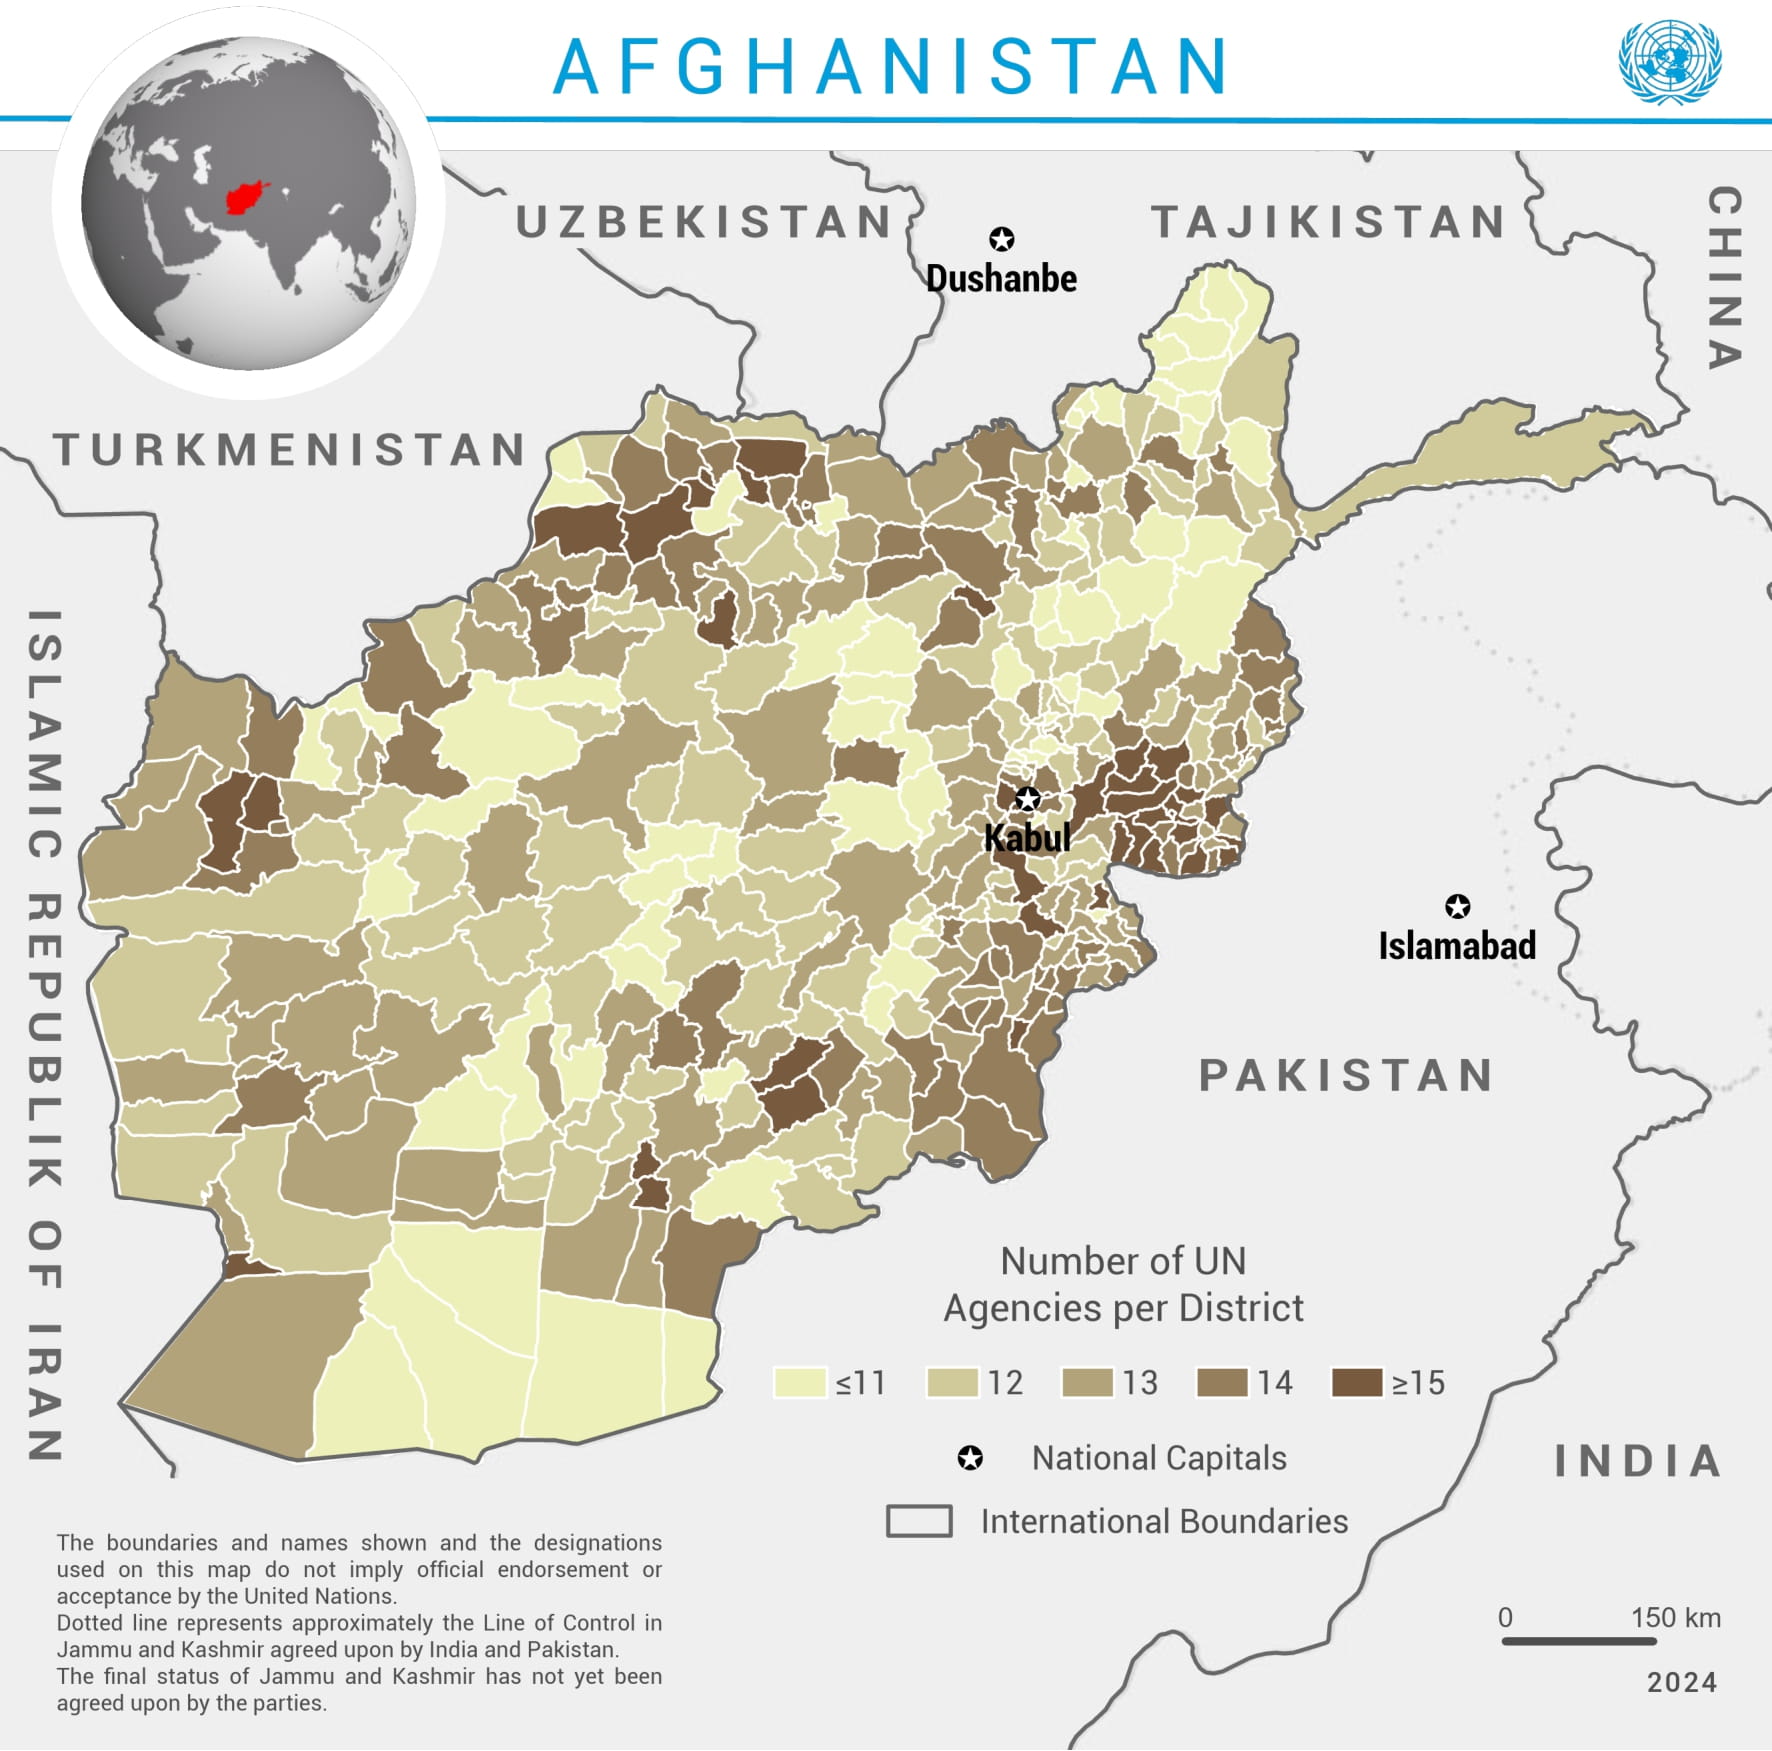 AFGHANISTAN
UZBEKISTAN
TAJIKISTAN
CHINA
Dushanbe
TURKMENISTAN
ISLAMIC REPUBLIK OF IRAN
Kabul
Islamabad
PAKISTAN
INDIA
Number of UN
Agencies per District
≤11 12 13 14 ≥15
National Capitals
International Boundaries
The boundaries and names shown and the designations
used on this map do not imply official endorsement or
acceptance by the United Nations.
Dotted line represents approximately the Line of Control in
Jammu and Kashmir agreed upon by India and Pakistan.
The final status of Jammu and Kashmir has not yet been
agreed upon by the parties.
0 150 km
2024